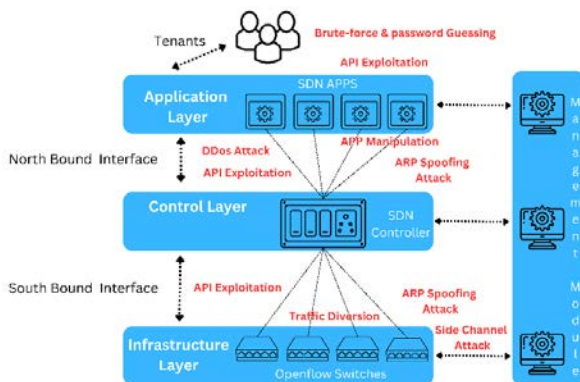 Tenants
Brute-force & password Guessing
API Exploitation
SDN APPS
Application
Layer
North Bound Interface
DDos Attack
API Exploitation
APP Manipulation
ARP Spoofing
Attack
Control Layer
SDN
Controller
South Bound Interface
API Exploitation
Traffic Diversion
ARP Spoofing
Attack
Side Channel
Attack
Infrastructure
Layer
Openflow Switches
Management Module